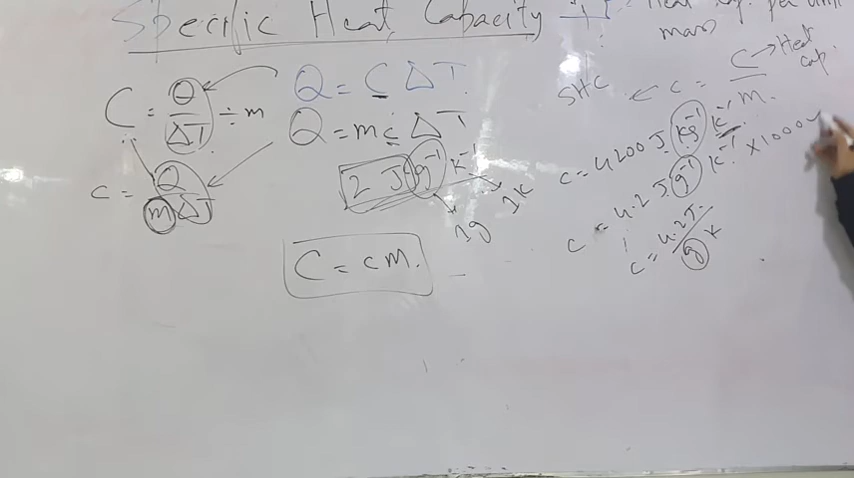 Specific Heat Capacity
Heat cap. per unit
mass
C = Q/ΔT ÷ m
c = Q/mΔT
Q = C ΔT.
Q = mc ΔT
2 J g⁻¹ K⁻¹
1g 1K
C = cm.
SHC ← c = C/m. → Heat cap.
c = 4200 J kg⁻¹ K⁻¹
c = 4.2 J g⁻¹ K⁻¹ ×1000
c = 4.2J/g K